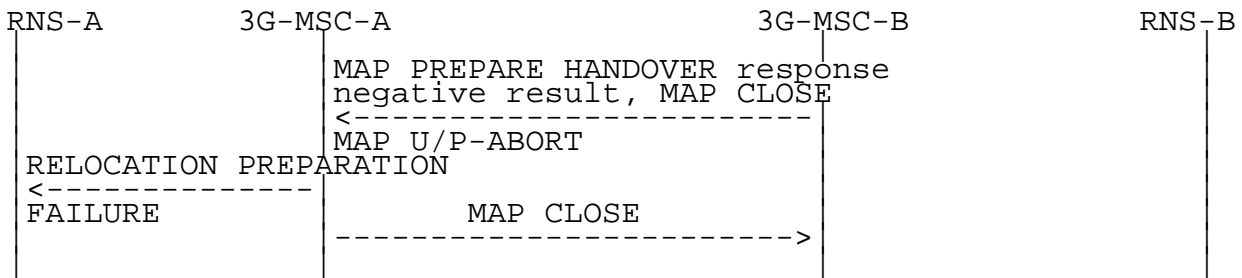 RNS-A 3G-MSC-A 3G-MSC-B RNS-B
MAP PREPARE HANDOVER response
negative result, MAP CLOSE
MAP U/P-ABORT
RELOCATION PREPARATION
FAILURE MAP CLOSE